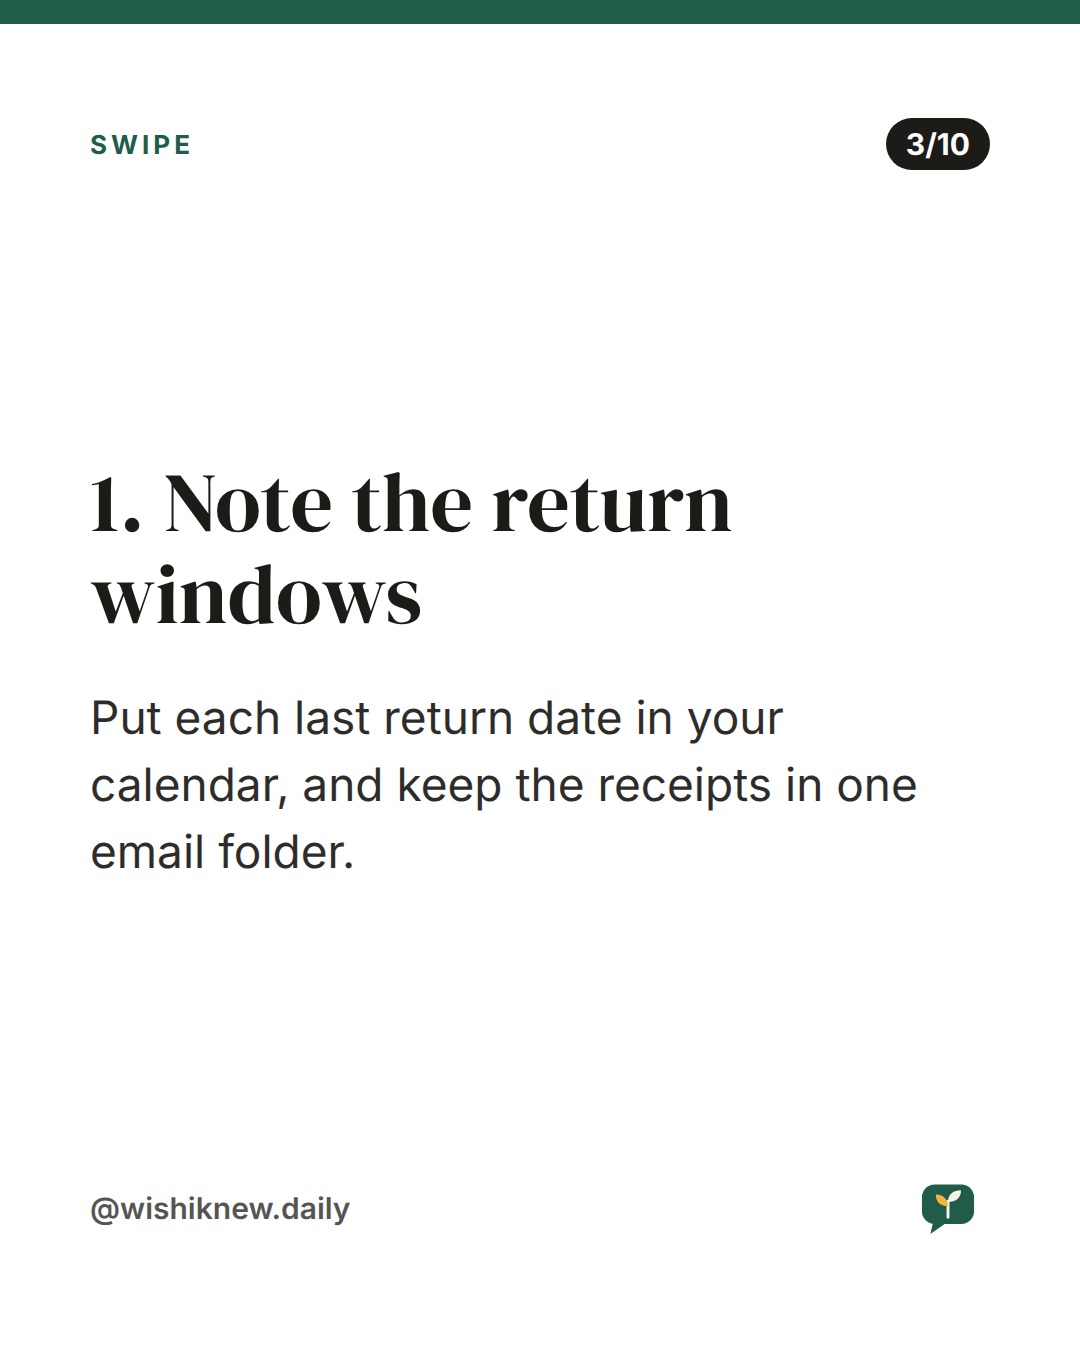 SWIPE
3/10
1. Note the return
windows
Put each last return date in your
calendar, and keep the receipts in one
email folder.
@wishiknew.daily